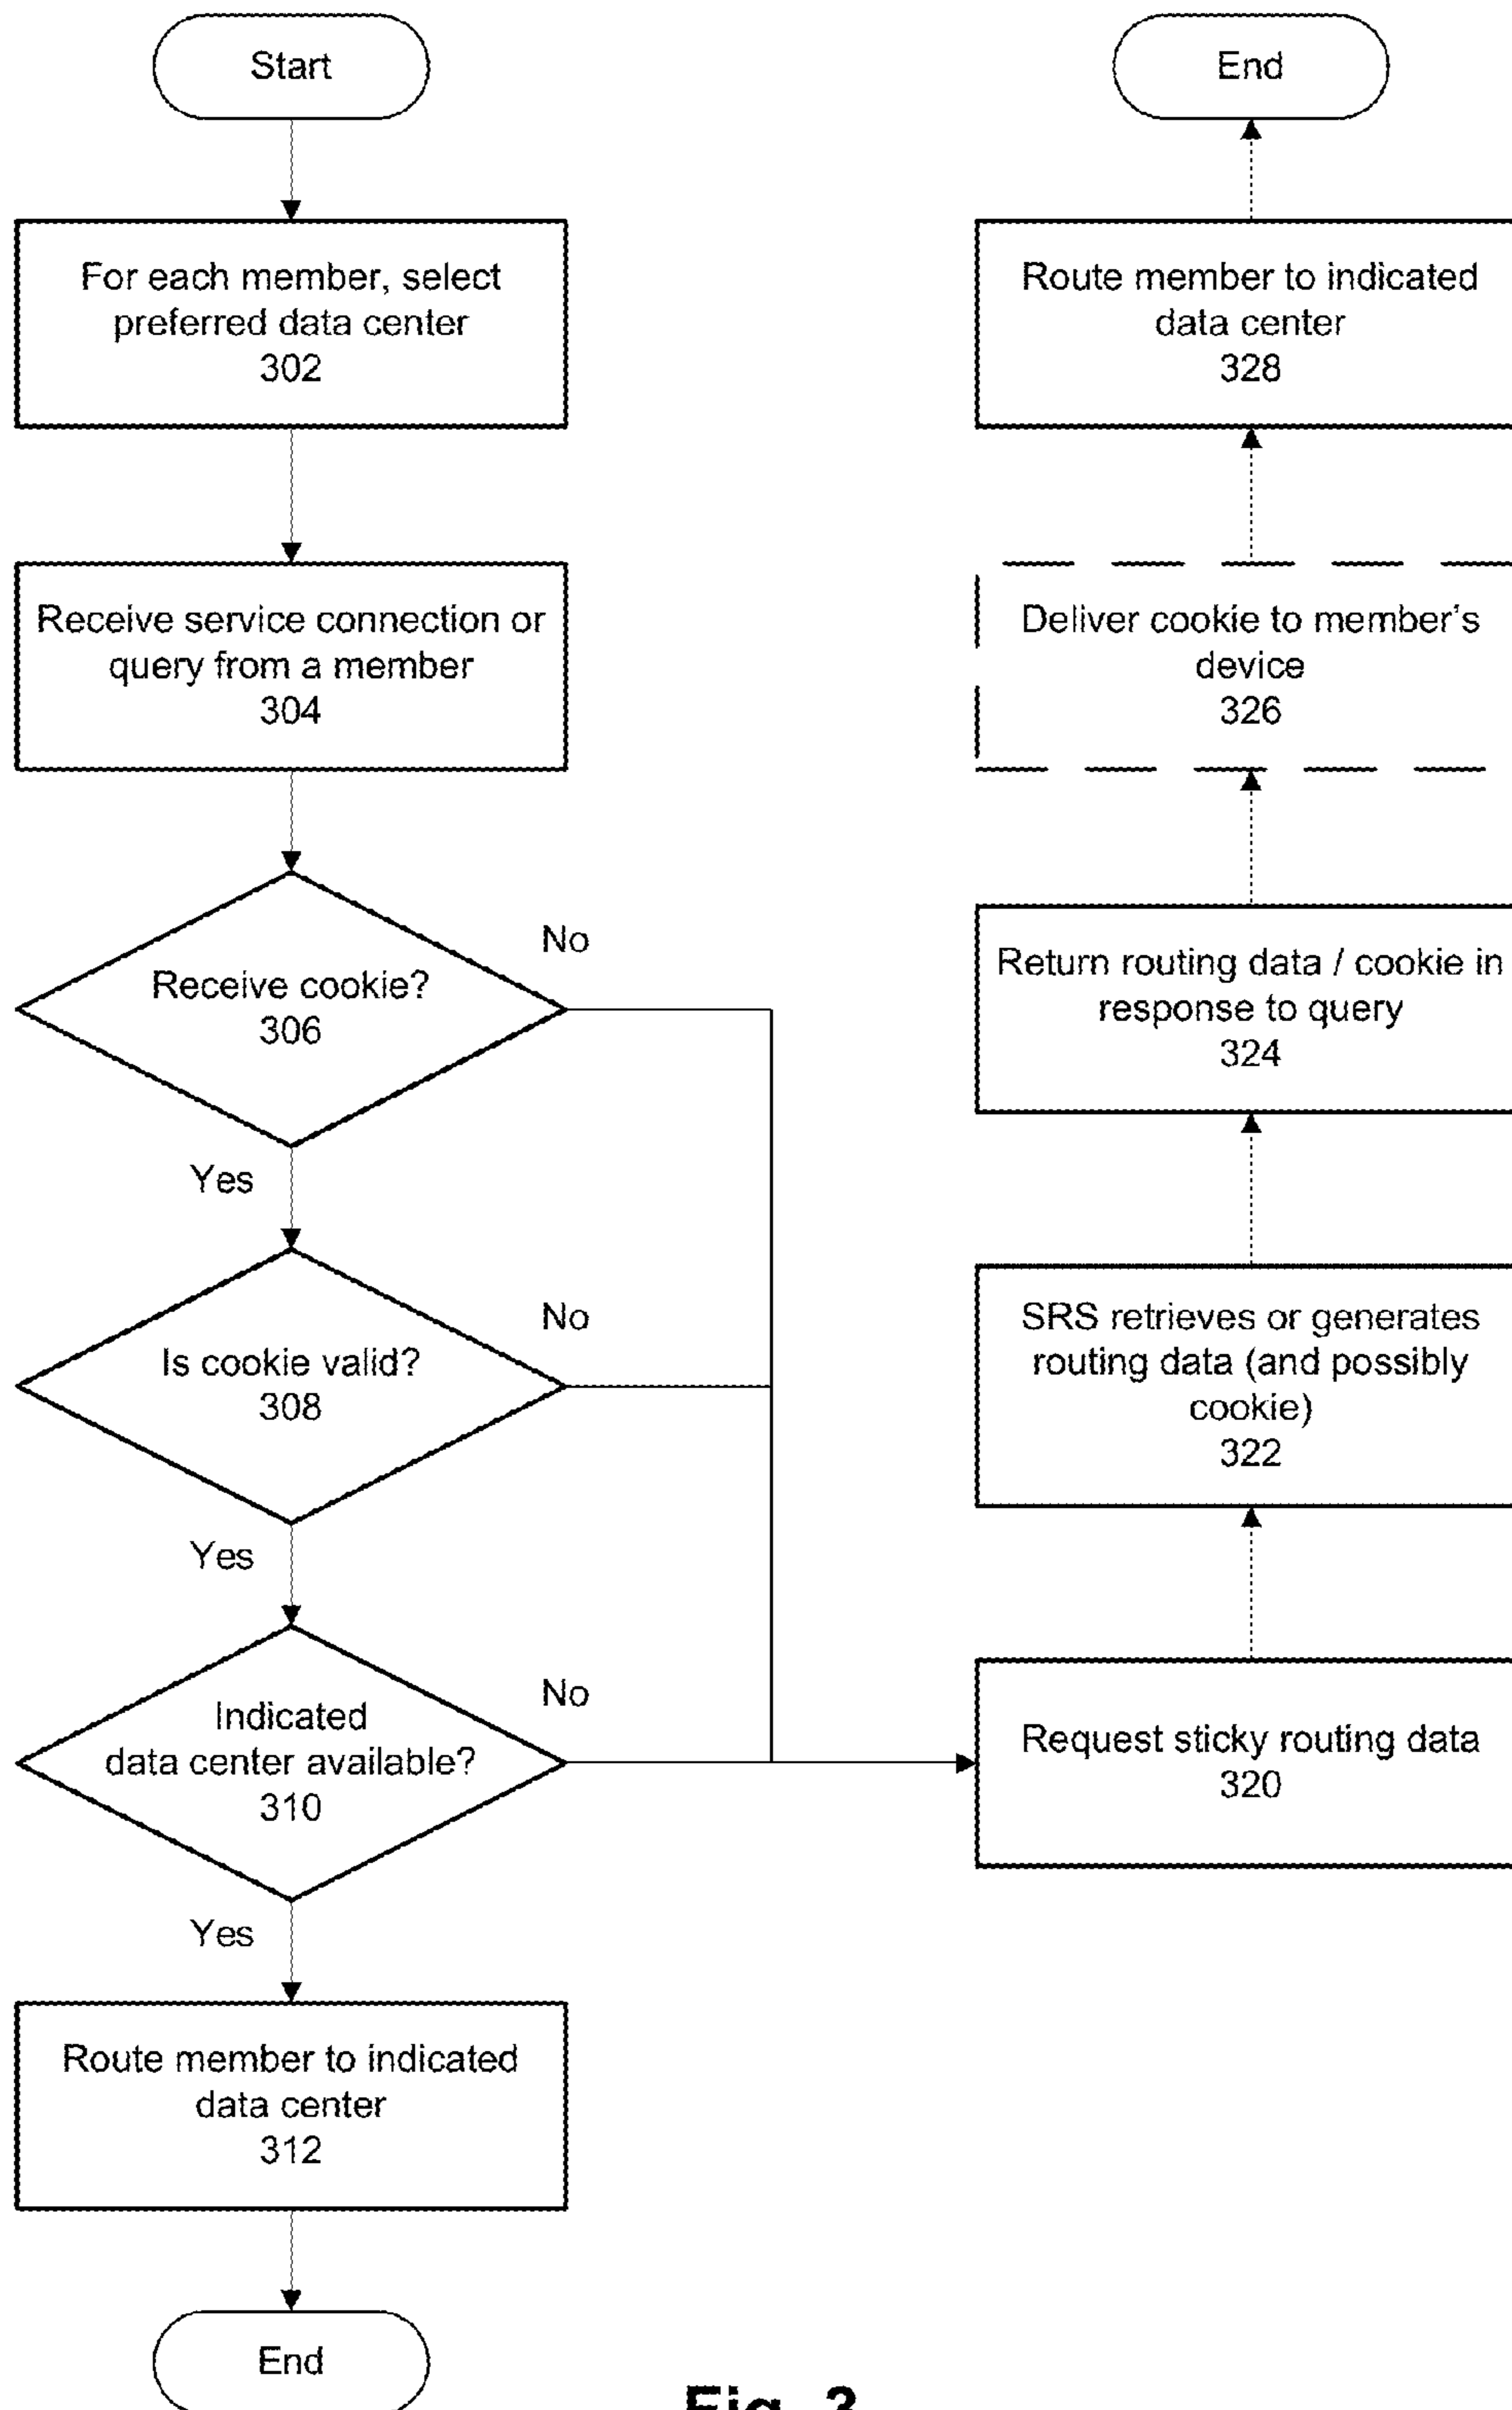 Start
For each member, select
preferred data center
302
Receive service connection or
query from a member
304
Receive cookie?
306
No
Yes
Is cookie valid?
308
No
Yes
Indicated
data center available?
310
No
Yes
Route member to indicated
data center
312
End
Request sticky routing data
320
SRS retrieves or generates
routing data (and possibly
cookie)
322
Return routing data / cookie in
response to query
324
Deliver cookie to member's
device
326
Route member to indicated
data center
328
End
Fig. 3